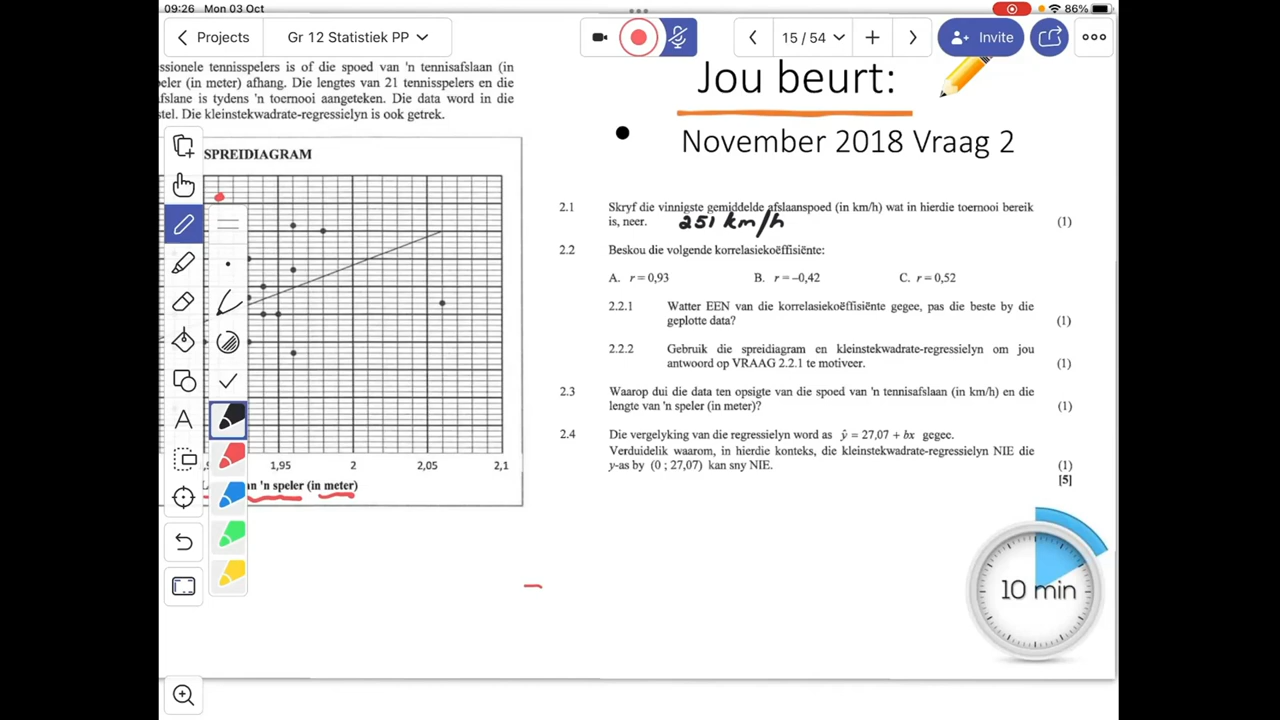 09:26 Mon 03 Oct
86%
Projects
Gr 12 Statistiek PP
15 / 54
Invite
ssionele tennisspelers is of die spoed van 'n tennisafslaan (in
eler (in meter) afhang. Die lengtes van 21 tennisspelers en die
fslane is tydens 'n toernooi aangeteken. Die data word in die
stel. Die kleinstekwadrate-regressielyn is ook getrek.
SPREIDIAGRAM
1,95 2 2,05 2,1
an 'n speler (in meter)
Jou beurt:
• November 2018 Vraag 2
2.1 Skryf die vinnigste gemiddelde afslaanspoed (in km/h) wat in hierdie toernooi bereik
is, neer. 251 km/h (1)
2.2 Beskou die volgende korrelasiekoëffisiënte:
A. r = 0,93 B. r = –0,42 C. r = 0,52
2.2.1 Watter EEN van die korrelasiekoëffisiënte gegee, pas die beste by die
geplotte data? (1)
2.2.2 Gebruik die spreidiagram en kleinstekwadrate-regressielyn om jou
antwoord op VRAAG 2.2.1 te motiveer. (1)
2.3 Waarop dui die data ten opsigte van die spoed van 'n tennisafslaan (in km/h) en die
lengte van 'n speler (in meter)? (1)
2.4 Die vergelyking van die regressielyn word as ŷ = 27,07 + bx gegee.
Verduidelik waarom, in hierdie konteks, die kleinstekwadrate-regressielyn NIE die
y-as by (0 ; 27,07) kan sny NIE. (1)
[5]
10 min
A